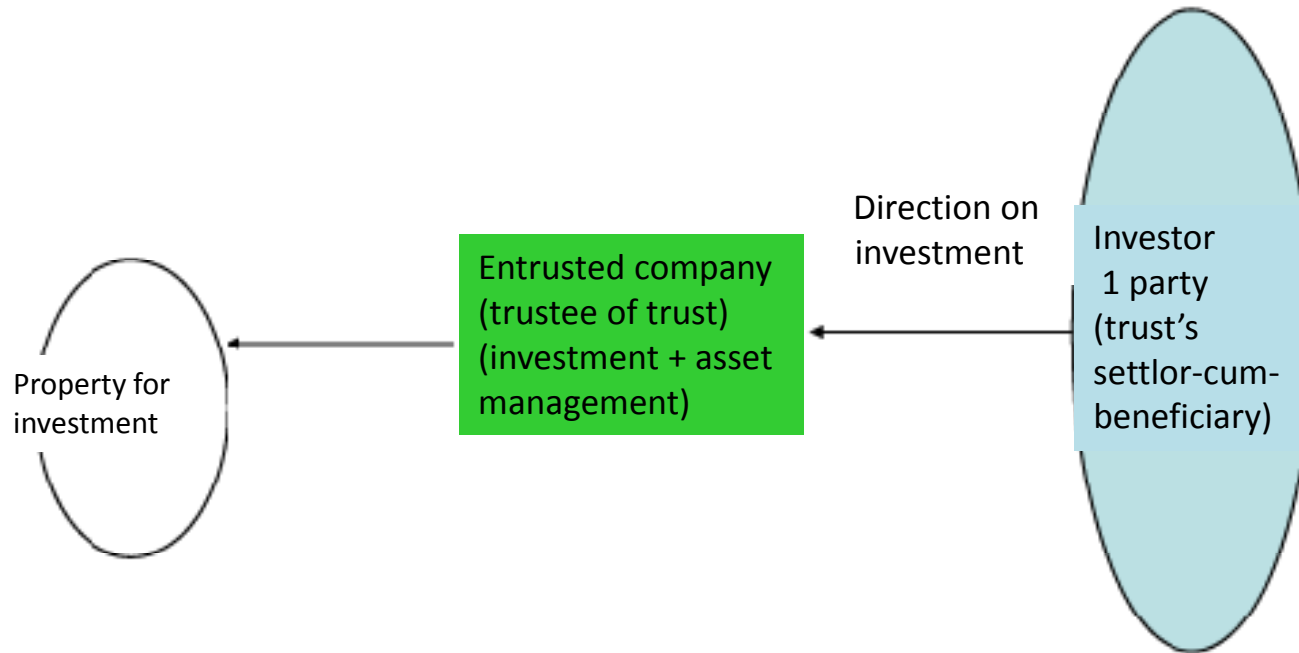 Property for
investment
Entrusted company
(trustee of trust)
(investment + asset
management)
Direction on
investment
Investor
1 party
(trust’s
settlor-cum-
beneficiary)